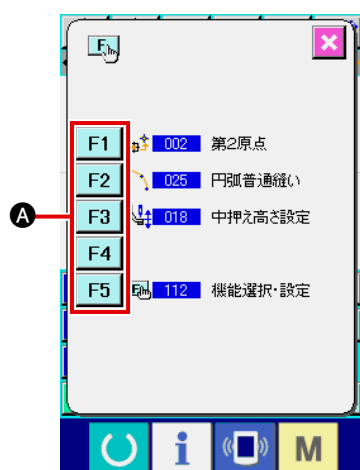 F
F1 002 第2原点
F2 025 円弧普通縫い
A
F3 018 中押え高さ設定
F4
F5 112 機能選択・設定
i M